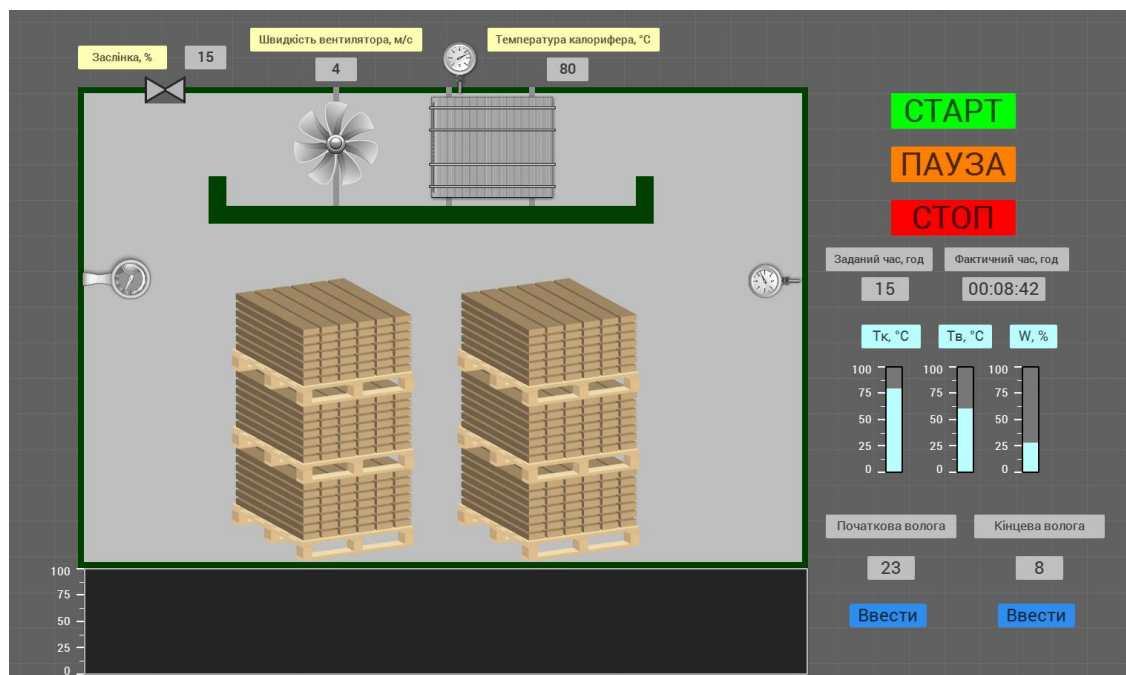 Заслінка, %
15
Швидкість вентилятора, м/с
4
Температура калорифера, °C
80
СТАРТ
ПАУЗА
СТОП
Заданий час, год
Фактичний час, год
15
00:08:42
Тк, °C
Тв, °C
W, %
100
75
50
25
0
100
75
50
25
0
100
75
50
25
0
Початкова волога
Кінцева волога
23
8
Ввести
Ввести
100
75
50
25
0